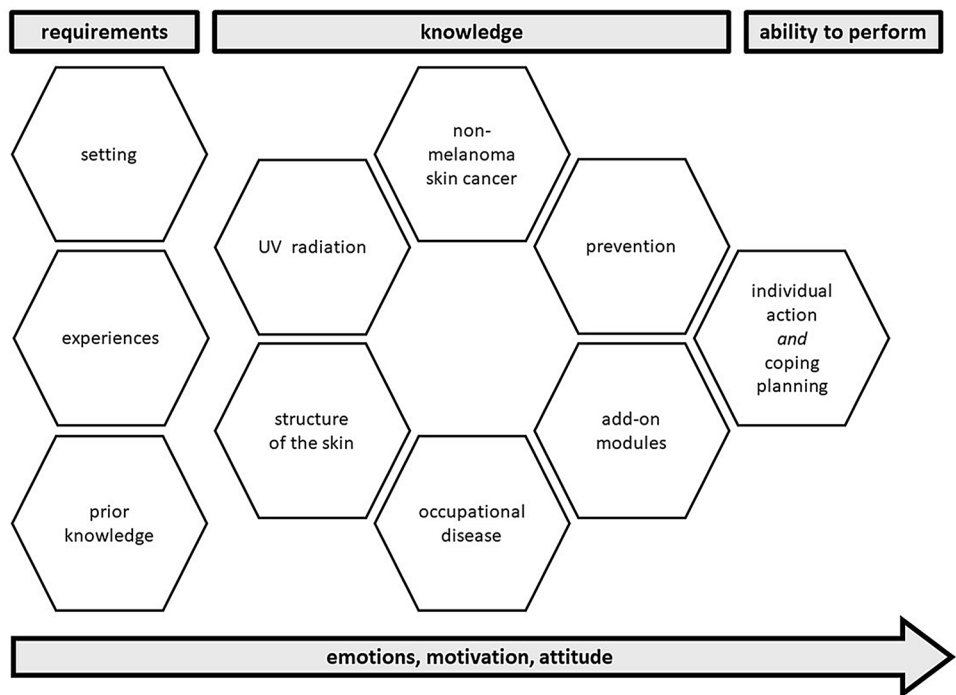 requirements
knowledge
ability to perform
setting
experiences
prior
knowledge
UV radiation
structure
of the skin
non-
melanoma
skin cancer
occupational
disease
prevention
add-on
modules
individual
action
and
coping
planning
emotions, motivation, attitude